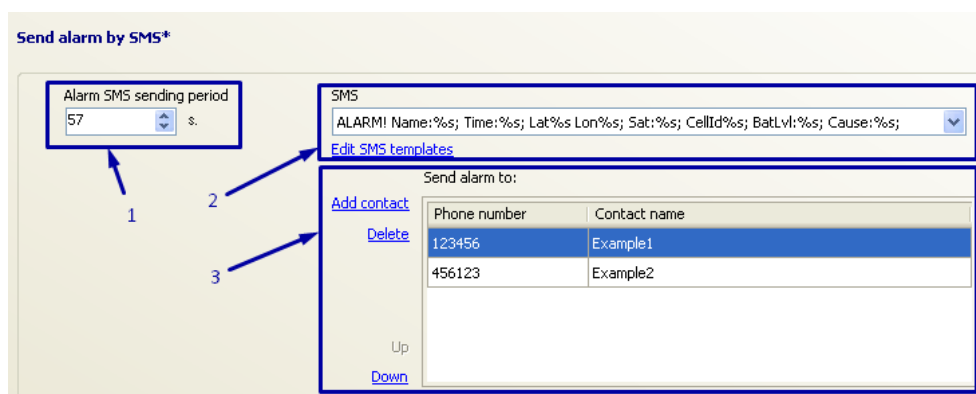 Send alarm by SMS*
Alarm SMS sending period
57 s.
SMS
ALARM! Name:%s; Time:%s; Lat%s Lon%s; Sat:%s; CellId%s; BatLvl:%s; Cause:%s;
Edit SMS templates
1
2
3
Send alarm to:
Add contact
Delete
Phone number Contact name
123456 Example1
456123 Example2
Up
Down